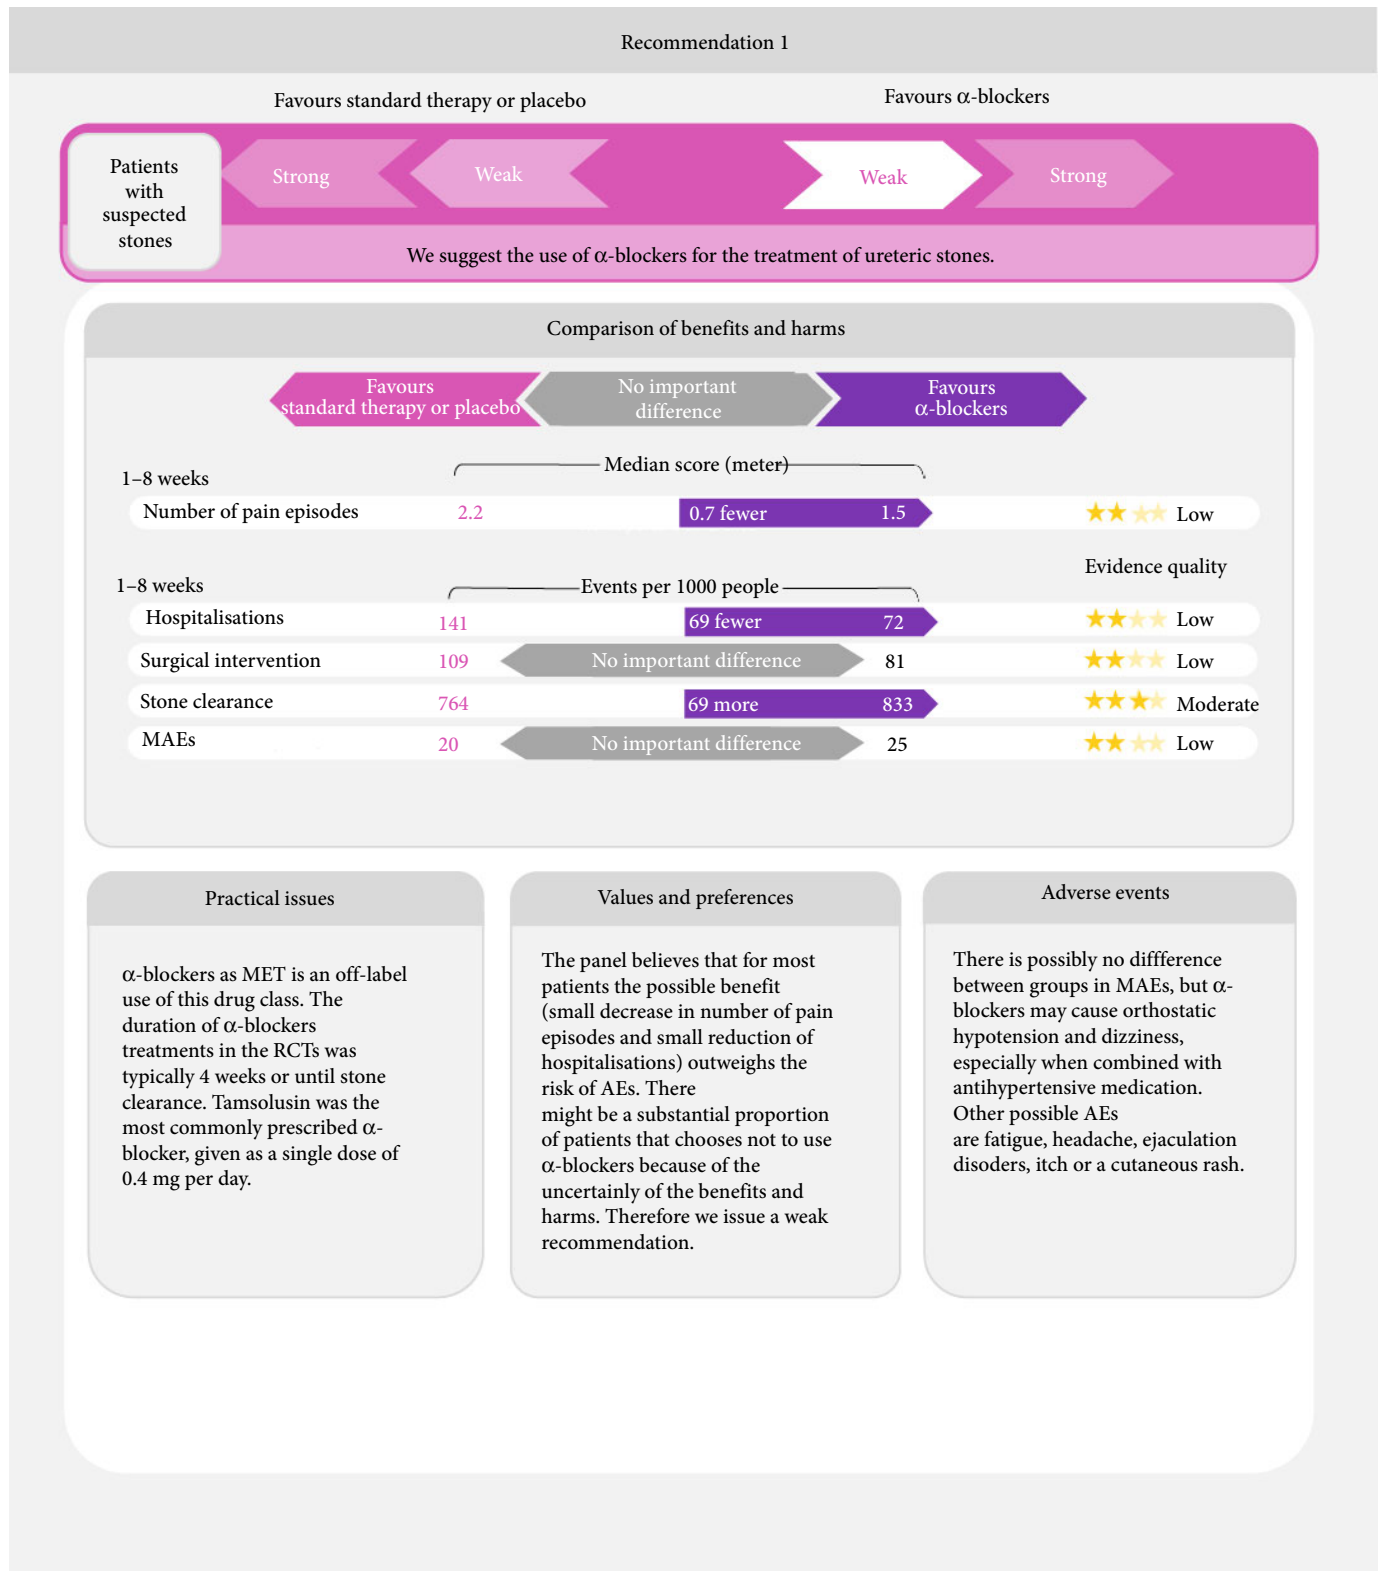 Recommendation 1
Favours standard therapy or placebo
Favours α-blockers
Patients
with
suspected
stones
Strong
Weak
Weak
Strong
We suggest the use of α-blockers for the treatment of ureteric stones.
Comparison of benefits and harms
Favours
standard therapy or placebo
No important
difference
Favours
α-blockers
1–8 weeks
Median score (meter)
Number of pain episodes
2.2
0.7 fewer
1.5
Low
Evidence quality
1–8 weeks
Events per 1000 people
Hospitalisations
141
69 fewer
72
Low
Surgical intervention
109
No important difference
81
Low
Stone clearance
764
69 more
833
Moderate
MAEs
20
No important difference
25
Low
Practical issues
α-blockers as MET is an off-label
use of this drug class. The
duration of α-blockers
treatments in the RCTs was
typically 4 weeks or until stone
clearance. Tamsolusin was the
most commonly prescribed α-
blocker, given as a single dose of
0.4 mg per day.
Values and preferences
The panel believes that for most
patients the possible benefit
(small decrease in number of pain
episodes and small reduction of
hospitalisations) outweighs the
risk of AEs. There
might be a substantial proportion
of patients that chooses not to use
α-blockers because of the
uncertainly of the benefits and
harms. Therefore we issue a weak
recommendation.
Adverse events
There is possibly no diffference
between groups in MAEs, but α-
blockers may cause orthostatic
hypotension and dizziness,
especially when combined with
antihypertensive medication.
Other possible AEs
are fatigue, headache, ejaculation
disoders, itch or a cutaneous rash.